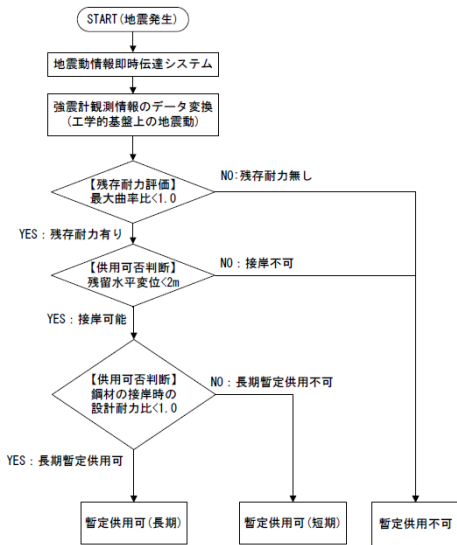 START(地震発生)
地震動情報即時伝達システム
強震計観測情報のデータ変換
(工学的基盤上の地震動)
【残存耐力評価】
最大曲率比<1.0
NO:残存耐力無し
YES：残存耐力有り
【供用可否判断】
残留水平変位<2m
NO：接岸不可
YES：接岸可能
【供用可否判断】
鋼材の接岸時の
設計耐力比<1.0
NO：長期暫定供用不可
YES：長期暫定供用可
暫定供用可(長期)
暫定供用可(短期)
暫定供用不可